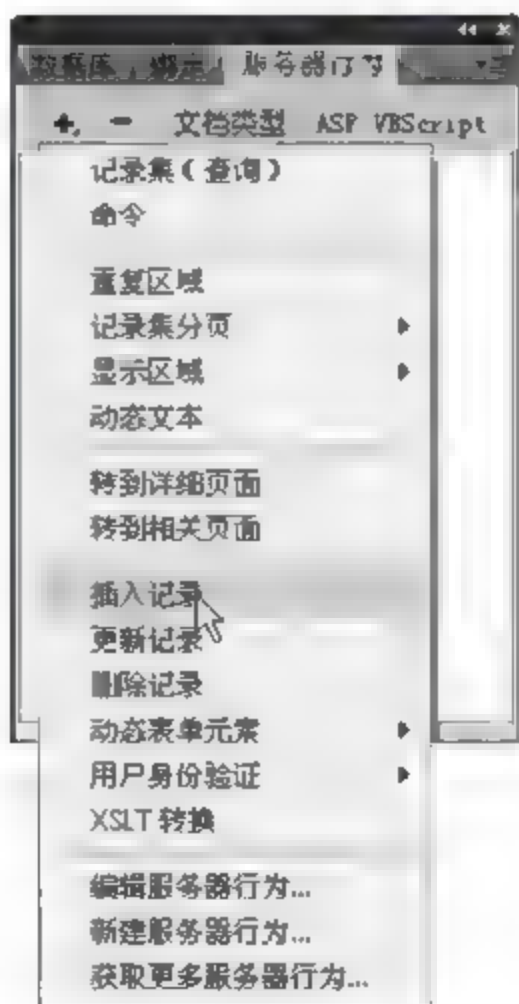 数据库 绑定 服务器行为
文档类型 ASP VBScript
记录集(查询)
命令
重复区域
记录集分页
显示区域
动态文本
转到详细页面
转到相关页面
插入记录
更新记录
删除记录
动态表单元素
用户身份验证
XSLT 转换
编辑服务器行为...
新建服务器行为...
获取更多服务器行为...